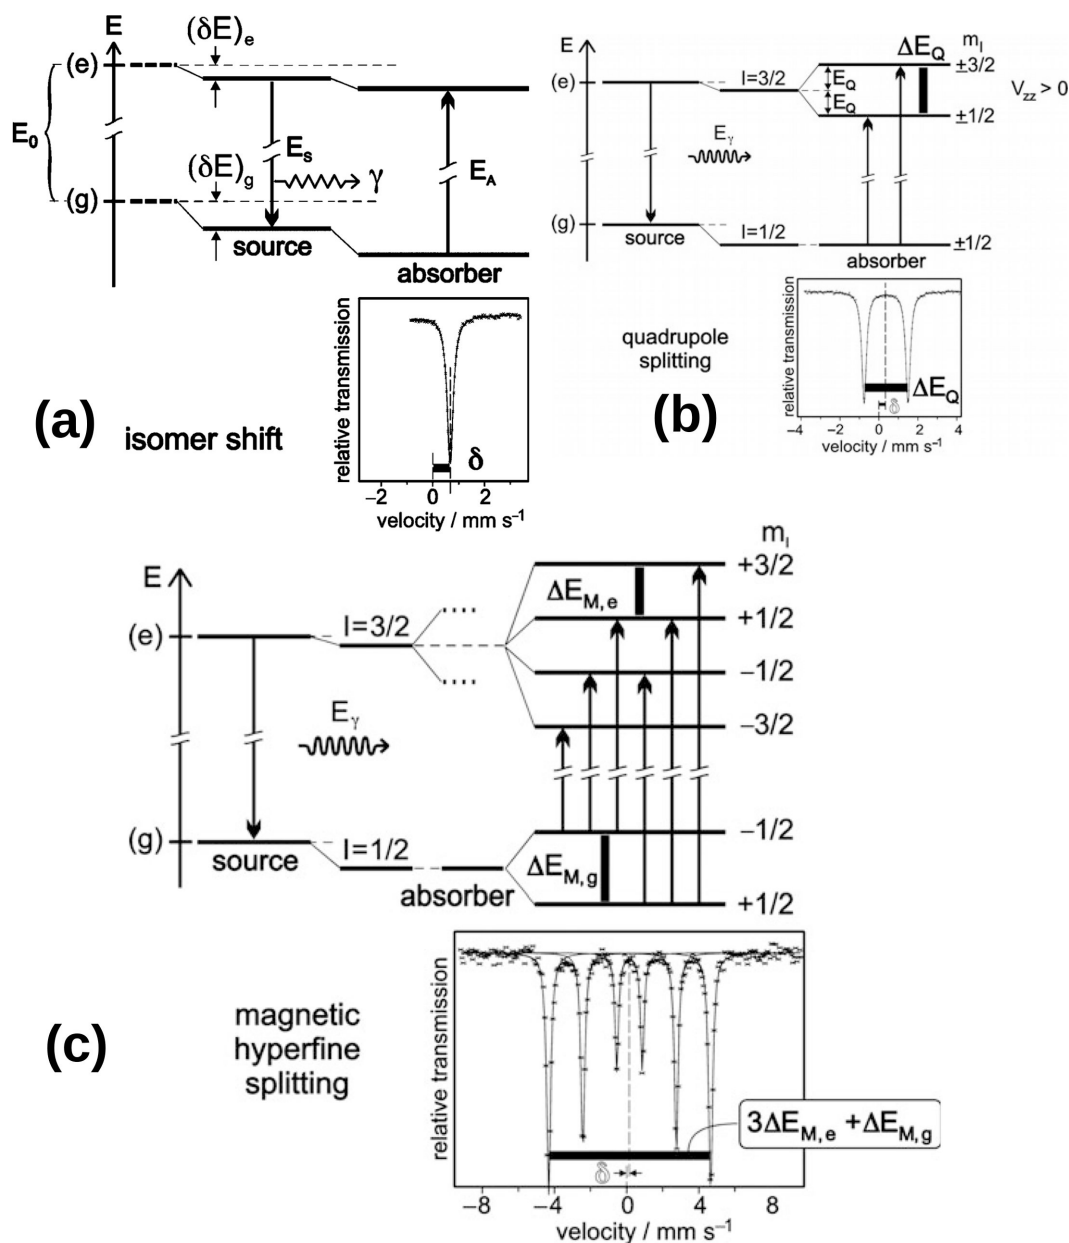 E
(δE)e
(e)
E0
Es
(δE)g
γ
EA
(g)
source
absorber
relative transmission
(a)
isomer shift
δ
−2 0 2
velocity / mm s−1
E
ΔEQ
mI
(e)
I=3/2
EQ
EQ
±3/2
Vzz > 0
±1/2
Eγ
(g)
source
I=1/2
absorber
±1/2
quadrupole
splitting
(b)
relative transmission
ΔEQ
δ
−4 −2 0 2 4
velocity / mm s−1
mI
E
+3/2
ΔEM,e
(e)
I=3/2
+1/2
−1/2
Eγ
−3/2
(g)
source
I=1/2
absorber
−1/2
ΔEM,g
+1/2
(c)
magnetic
hyperfine
splitting
relative transmission
3ΔEM,e +ΔEM,g
δ
−8 −4 0 4 8
velocity / mm s−1